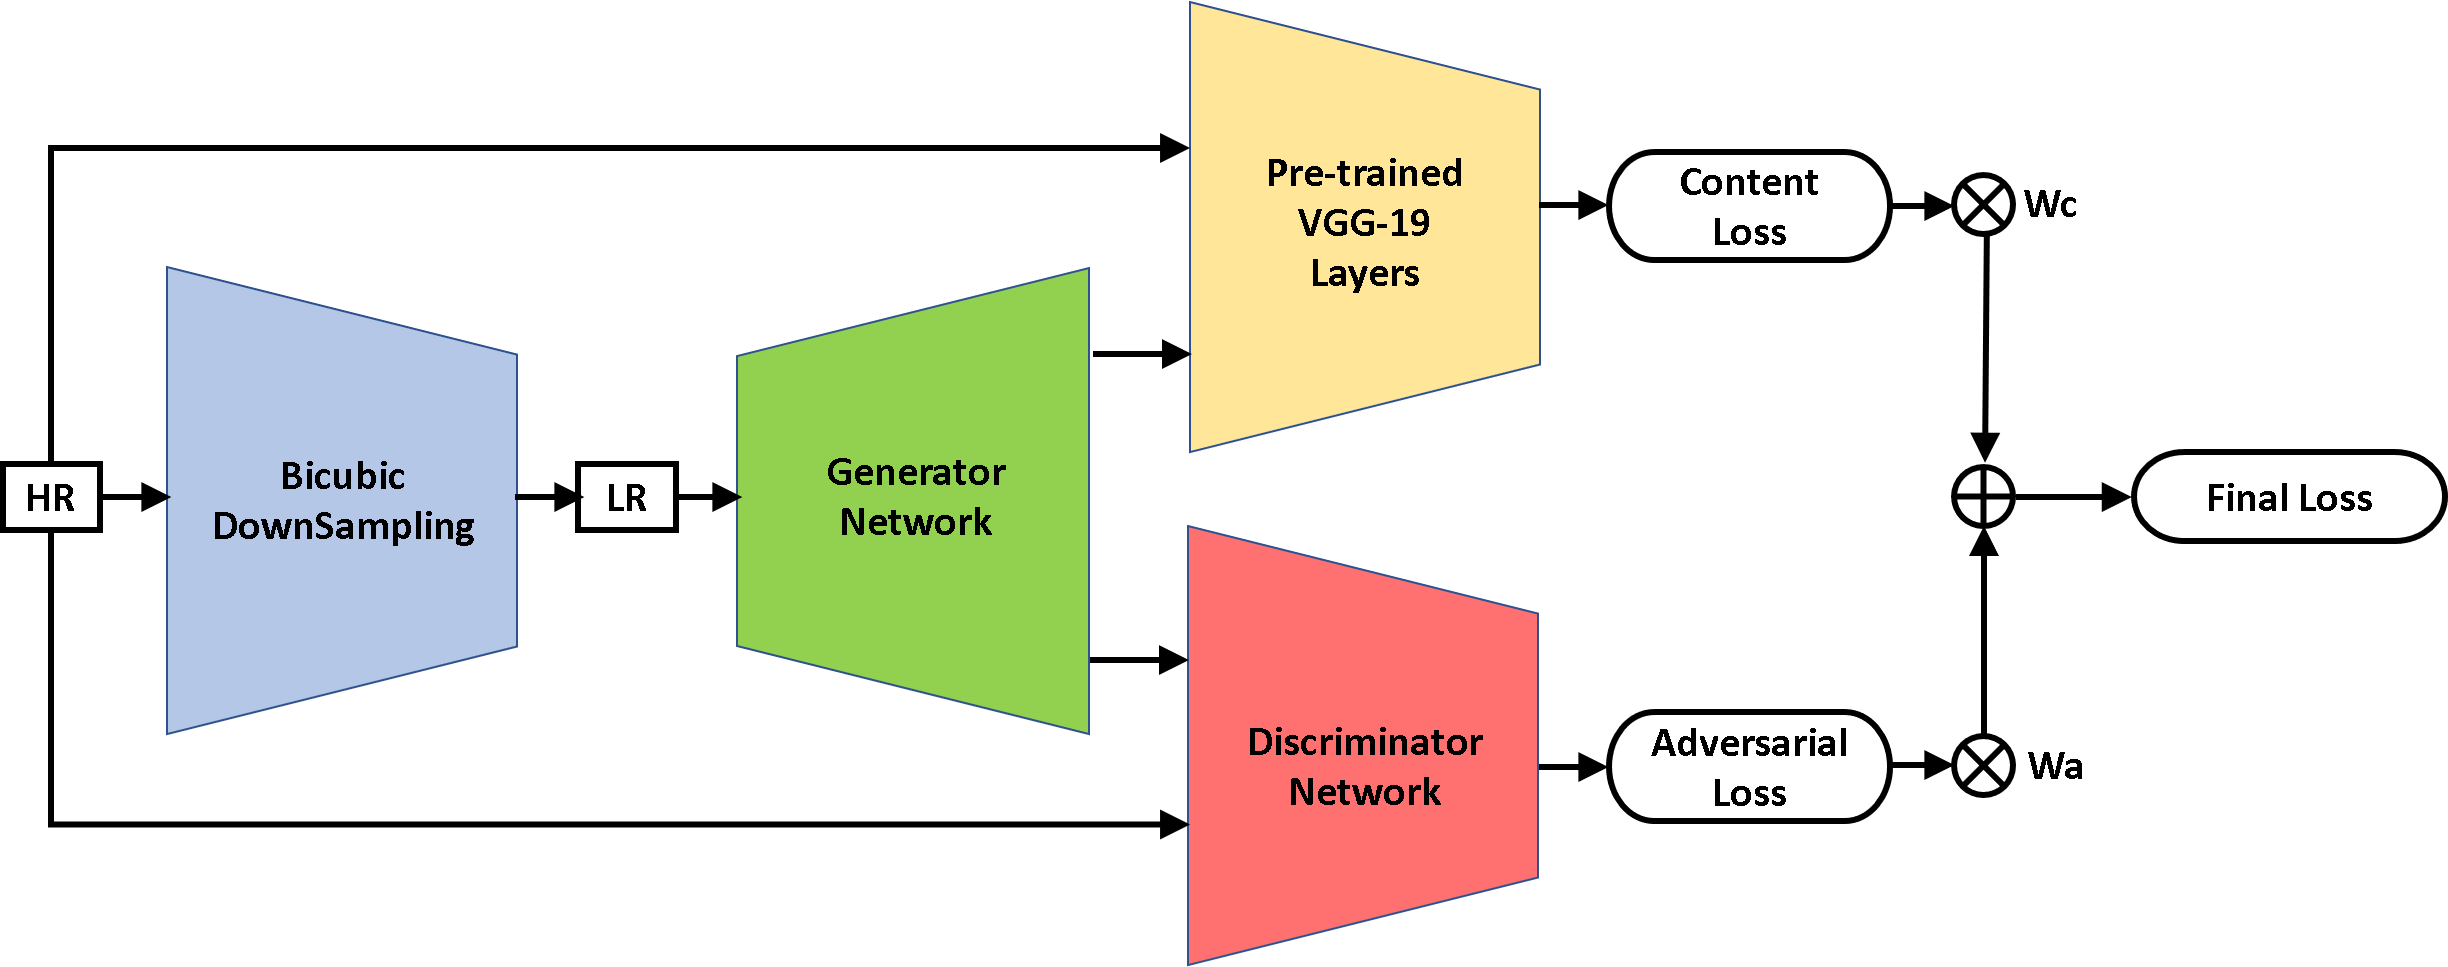 HR
Bicubic
DownSampling
LR
Generator
Network
Pre-trained
VGG-19
Layers
Discriminator
Network
Content
Loss
Wc
Adversarial
Loss
Wa
Final Loss